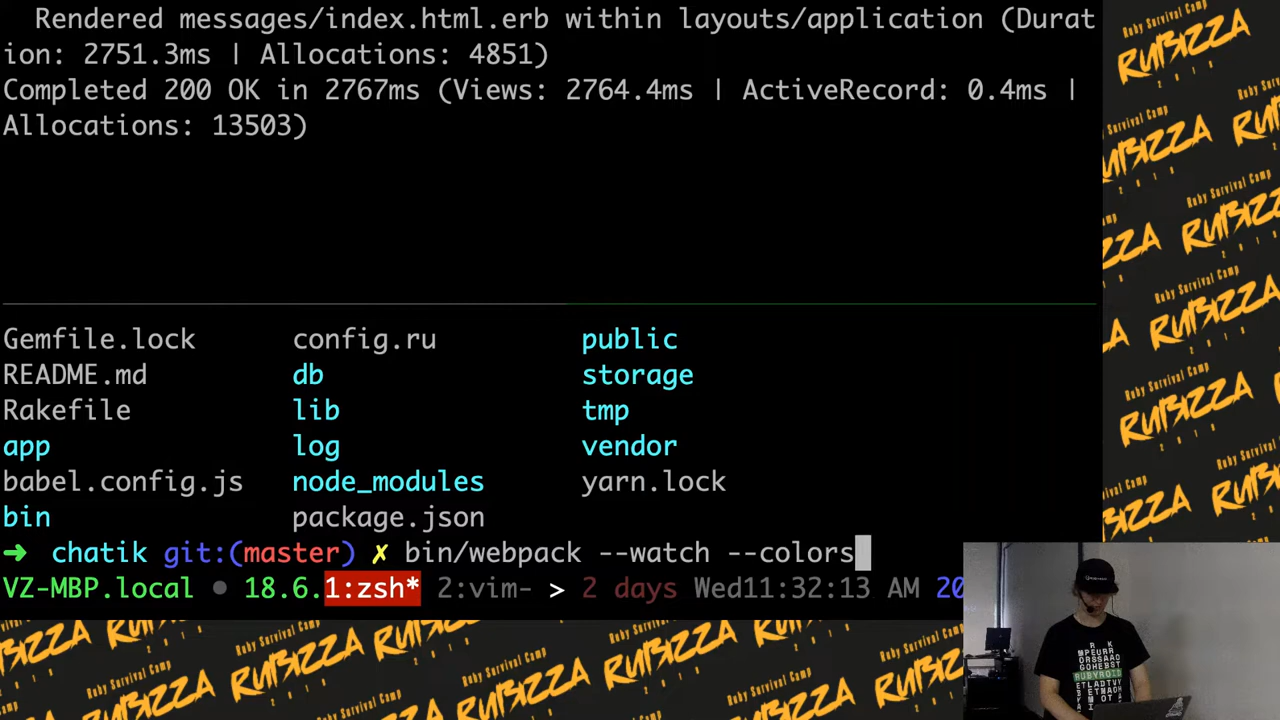 Rendered messages/index.html.erb within layouts/application (Durat
ion: 2751.3ms | Allocations: 4851)
Completed 200 OK in 2767ms (Views: 2764.4ms | ActiveRecord: 0.4ms |
Allocations: 13503)
Gemfile.lock config.ru public
README.md db storage
Rakefile lib tmp
app log vendor
babel.config.js node_modules yarn.lock
bin package.json
➜ chatik git:(master) ✗ bin/webpack --watch --colors
VZ-MBP.local ● 18.6. 1:zsh* 2:vim- > 2 days Wed11:32:13 AM 20
Ruby Survival Camp
RUBIZZA
2019
RUBYROID